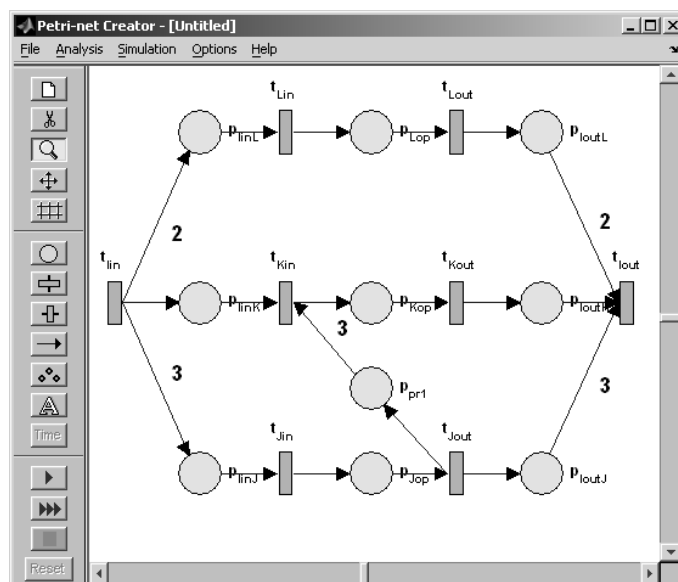 Petri-net Creator - [Untitled]
File Analysis Simulation Options Help
t_Lin t_Lout
p_IinL p_Lop p_IoutL
2 2
t_Iin t_Kin t_Kout t_Iout
p_IinK p_Kop p_IoutK
3
3 3
p_pr1
t_Jin t_Jout
p_IinJ p_Jop p_IoutJ
Time
Reset